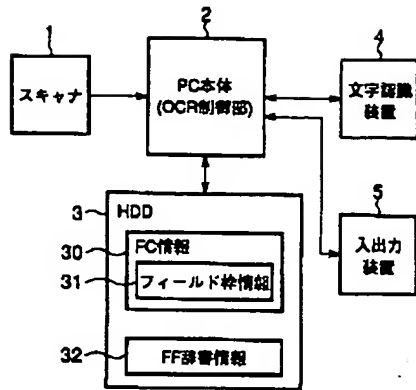 1
スキャナ
2
PC本体
(OCR制御部)
4
文字認識
装置
5
入出力
装置
3
HDD
30
FC情報
31
フィールド枠情報
32
FF辞書情報